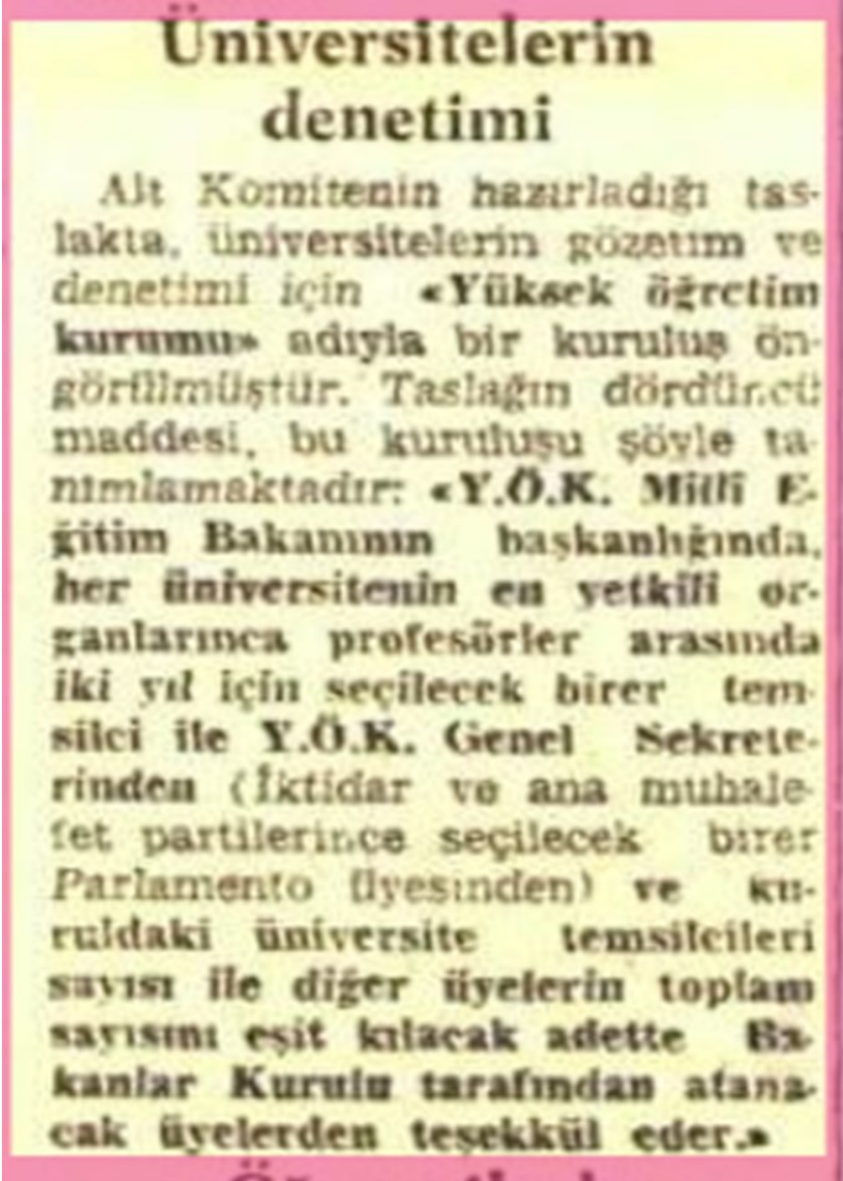 Üniversitelerin
denetimi
Alt Komitenin hazırladığı tas-
lakta, üniversitelerin gözetim ve
denetimi için «Yüksek öğretim
kurumu» adıyla bir kuruluş ön-
görülmüştür. Taslağın dördüncü
maddesi, bu kuruluşu şöyle ta-
nımlamaktadır: «Y.Ö.K. Millî E-
ğitim Bakanının başkanlığında,
her üniversitenin en yetkili or-
ganlarınca profesörler arasında
iki yıl için seçilecek birer tem-
silci ile Y.Ö.K. Genel Sekrete-
rinden (İktidar ve ana muhale-
fet partilerince seçilecek birer
Parlamento üyesinden) ve ku-
ruldaki üniversite temsilcileri
sayısı ile diğer üyelerin toplam
sayısını eşit kılacak adette Ba-
kanlar Kurulu tarafından atana-
cak üyelerden teşekkül eder.»